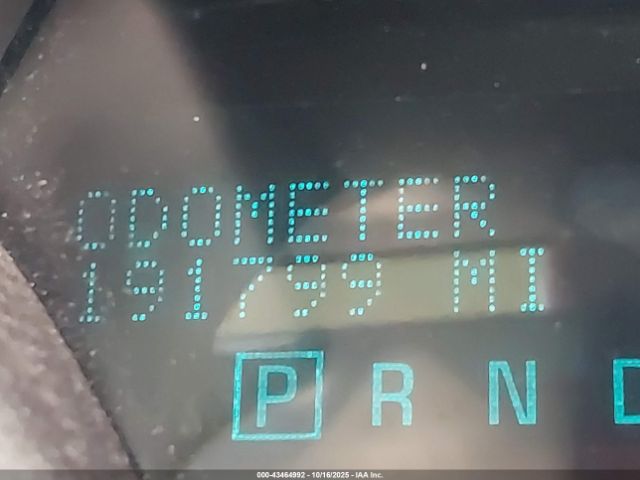 ODOMETER
191799 MI
P R N D
000-43464992 - 10/16/2025 - IAA Inc.